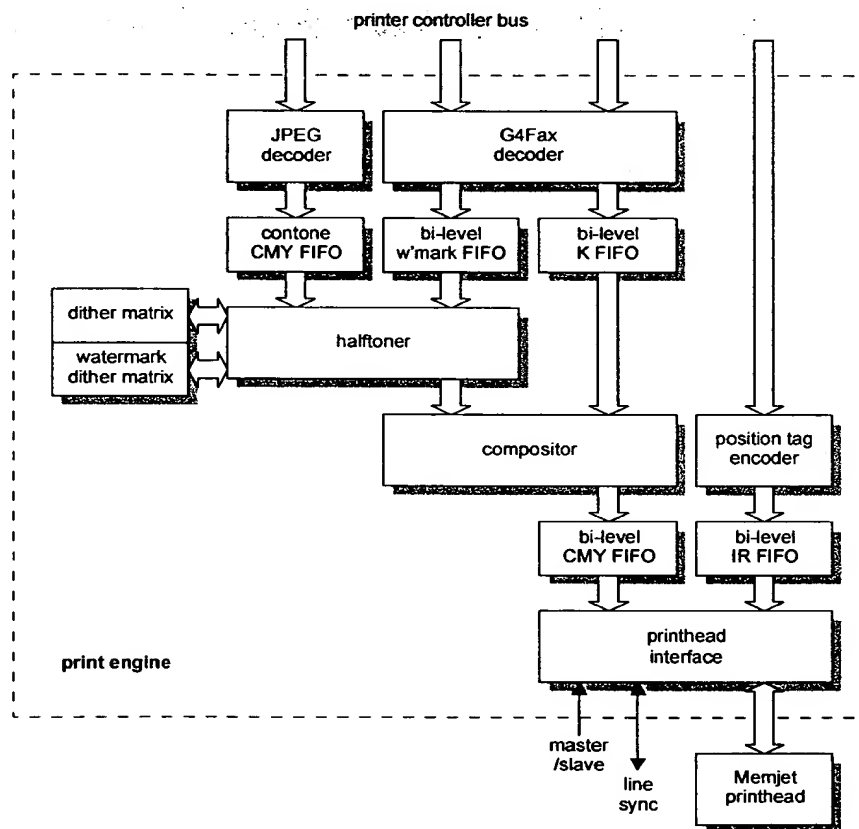 printer controller bus
JPEG
decoder
G4Fax
decoder
contone
CMY FIFO
bi-level
w'mark FIFO
bi-level
K FIFO
dither matrix
watermark
dither matrix
halftoner
compositor
position tag
encoder
bi-level
CMY FIFO
bi-level
IR FIFO
printhead
interface
print engine
master
/slave
line
sync
Memjet
printhead